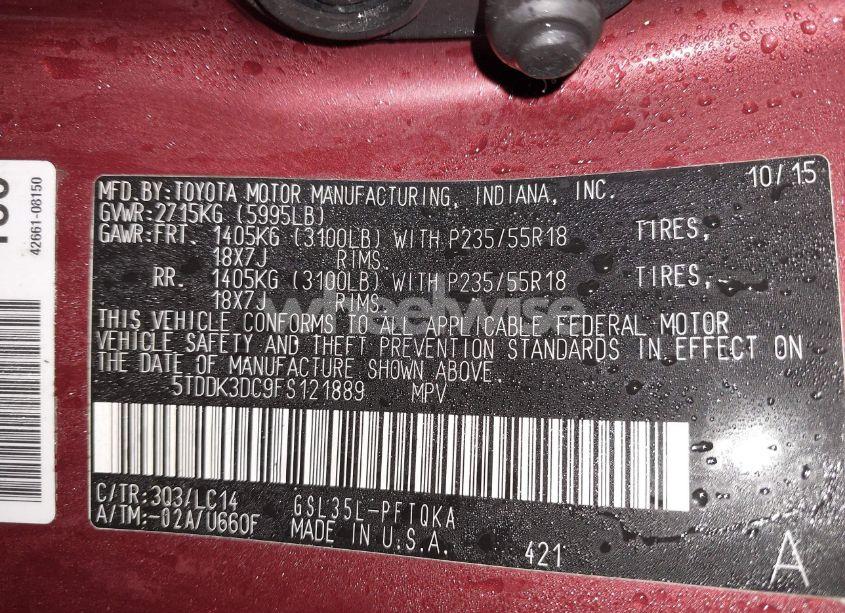 MFD.BY:TOYOTA MOTOR MANUFACTURING, INDIANA, INC. 10/15
GVWR:2715KG (5995LB)
GAWR:FRT. 1405KG (3100LB) WITH P235/55R18 TIRES,
18X7J RIMS.
RR. 1405KG (3100LB) WITH P235/55R18 TIRES,
18X7J RIMS.
THIS VEHICLE CONFORMS TO ALL APPLICABLE FEDERAL MOTOR
VEHICLE SAFETY AND THEFT PREVENTION STANDARDS IN EFFECT ON
THE DATE OF MANUFACTURE SHOWN ABOVE.
5TDDK3DC9FS121889 MPV
C/TR:3Q3/LC14 GSL35L-PFTQKA
A/TM:-02A/U660F MADE IN U.S.A. 421 A
42661-08150
wheelwise